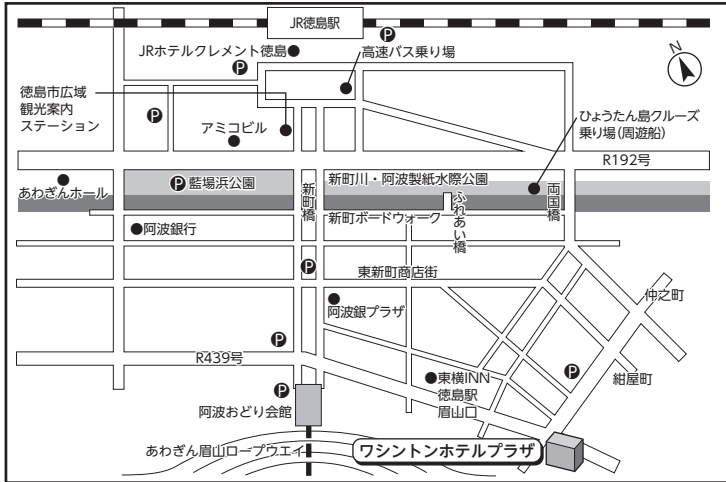 JR徳島駅
P
JRホテルクレメント徳島
高速バス乗り場
N
P
徳島市広域
観光案内
ステーション
P
アミコビル
ひょうたん島クルーズ
乗り場(周遊船)
R192号
あわぎんホール
P藍場浜公園
新町橋
新町川・阿波製紙水際公園
両国橋
ふれあい橋
新町ボードウォーク
阿波銀行
P
東新町商店街
仲之町
阿波銀プラザ
P
R439号
P
紺屋町
東横INN
徳島駅
眉山口
P
阿波おどり会館
あわぎん眉山ロープウエイ
ワシントンホテルプラザ